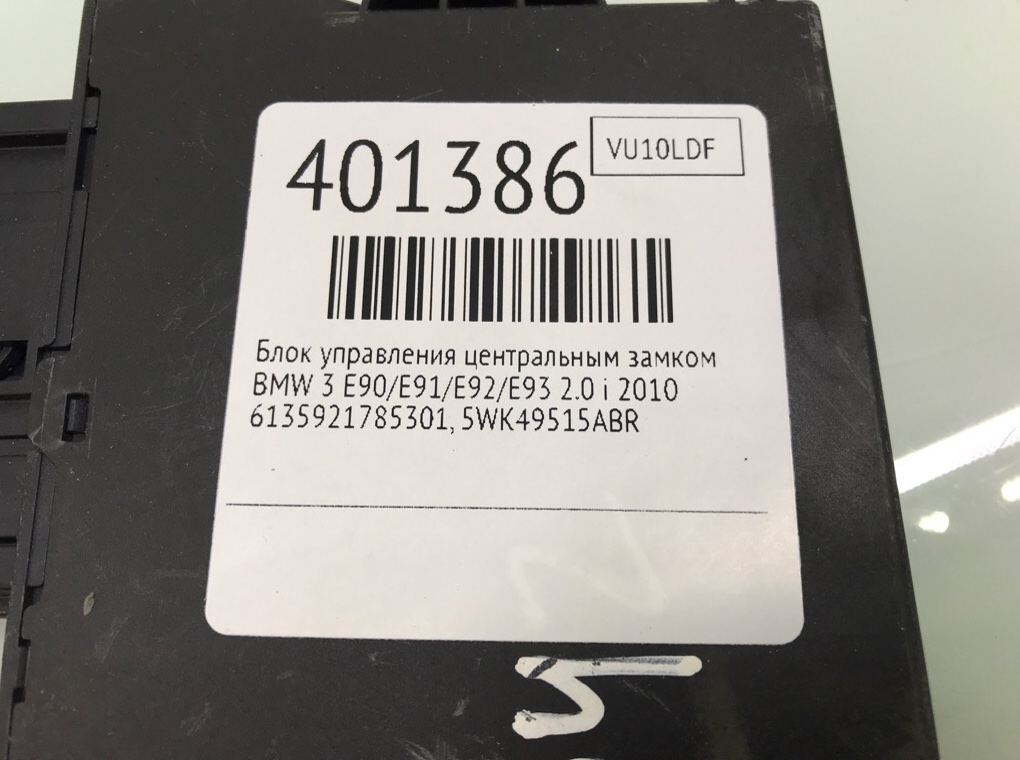 401386
VU10LDF
Блок управления центральным замком
BMW 3 E90/E91/E92/E93 2.0 i 2010
6135921785301, 5WK49515ABR
5